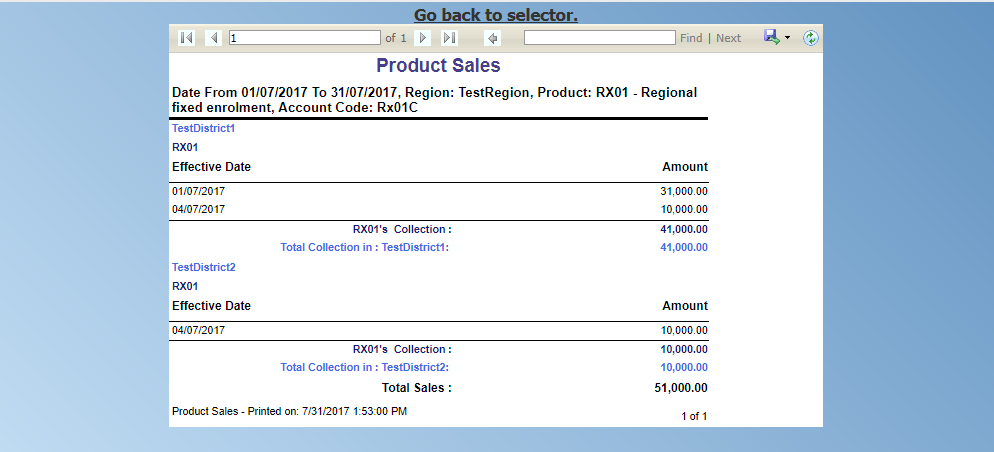 Go back to selector.
1 of 1 Find | Next
Product Sales
Date From 01/07/2017 To 31/07/2017, Region: TestRegion, Product: RX01 - Regional
fixed enrolment, Account Code: Rx01C
TestDistrict1
RX01
Effective Date Amount
01/07/2017 31,000.00
04/07/2017 10,000.00
RX01's Collection : 41,000.00
Total Collection in : TestDistrict1: 41,000.00
TestDistrict2
RX01
Effective Date Amount
04/07/2017 10,000.00
RX01's Collection : 10,000.00
Total Collection in : TestDistrict2: 10,000.00
Total Sales : 51,000.00
Product Sales - Printed on: 7/31/2017 1:53:00 PM
1 of 1